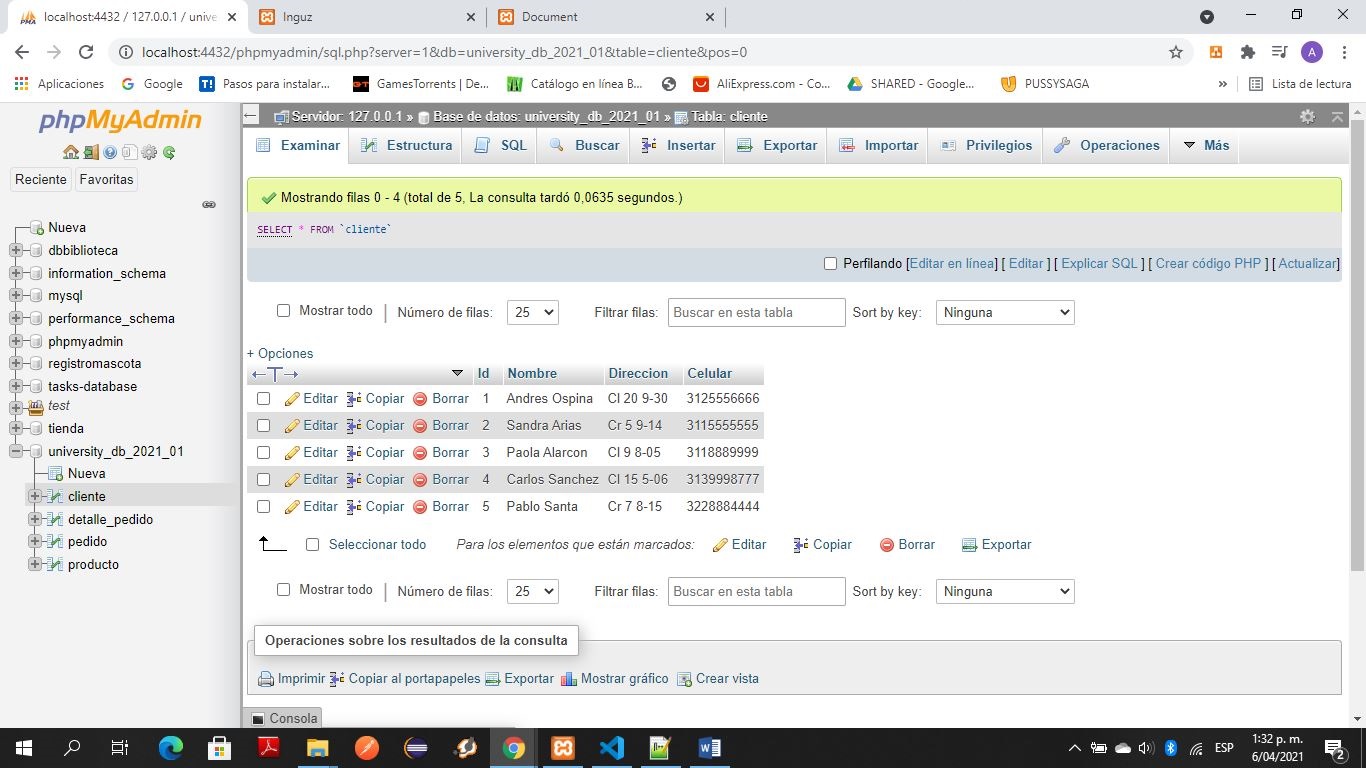 localhost:4432 / 127.0.0.1 / unive
Inguz
Document
localhost:4432/phpmyadmin/sql.php?server=1&db=university_db_2021_01&table=cliente&pos=0
A
Aplicaciones
Google
Pasos para instalar...
GamesTorrents | De...
Catálogo en línea B...
AliExpress.com - Co...
SHARED - Google...
PUSSYSAGA
»
Lista de lectura
phpMyAdmin
Reciente Favoritas
Nueva
dbbiblioteca
information_schema
mysql
performance_schema
phpmyadmin
registromascota
tasks-database
test
tienda
university_db_2021_01
Nueva
cliente
detalle_pedido
pedido
producto
Servidor: 127.0.0.1 » Base de datos: university_db_2021_01 » Tabla: cliente
Examinar Estructura SQL Buscar Insertar Exportar Importar Privilegios Operaciones Más
Mostrando filas 0 - 4 (total de 5, La consulta tardó 0,0635 segundos.)
SELECT * FROM `cliente`
Perfilando [Editar en línea] [ Editar ] [ Explicar SQL ] [ Crear código PHP ] [ Actualizar]
Mostrar todo | Número de filas: 25 Filtrar filas: Buscar en esta tabla Sort by key: Ninguna
+ Opciones
←T→ Id Nombre Direccion Celular
Editar Copiar Borrar 1 Andres Ospina Cl 20 9-30 3125556666
Editar Copiar Borrar 2 Sandra Arias Cr 5 9-14 3115555555
Editar Copiar Borrar 3 Paola Alarcon Cl 9 8-05 3118889999
Editar Copiar Borrar 4 Carlos Sanchez Cl 15 5-06 3139998777
Editar Copiar Borrar 5 Pablo Santa Cr 7 8-15 3228884444
Seleccionar todo Para los elementos que están marcados: Editar Copiar Borrar Exportar
Mostrar todo | Número de filas: 25 Filtrar filas: Buscar en esta tabla Sort by key: Ninguna
Operaciones sobre los resultados de la consulta
Imprimir Copiar al portapapeles Exportar Mostrar gráfico Crear vista
Consola
ESP
1:32 p. m.
6/04/2021
2